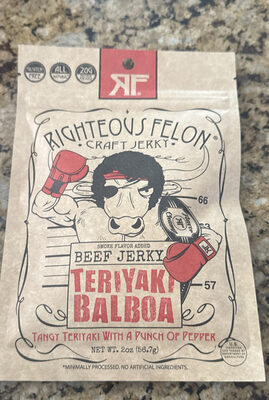 GLUTEN FREE
ALL NATURAL
20G
RF
RIGHTEOUS FELON
CRAFT JERKY
66
57
SMOKE FLAVOR ADDED
BEEF JERKY
TERIYAKI
BALBOA
TANGY TERIYAKI WITH A PUNCH OF PEPPER
NET WT. 2oz (56.7g)
*MINIMALLY PROCESSED. NO ARTIFICIAL INGREDIENTS.